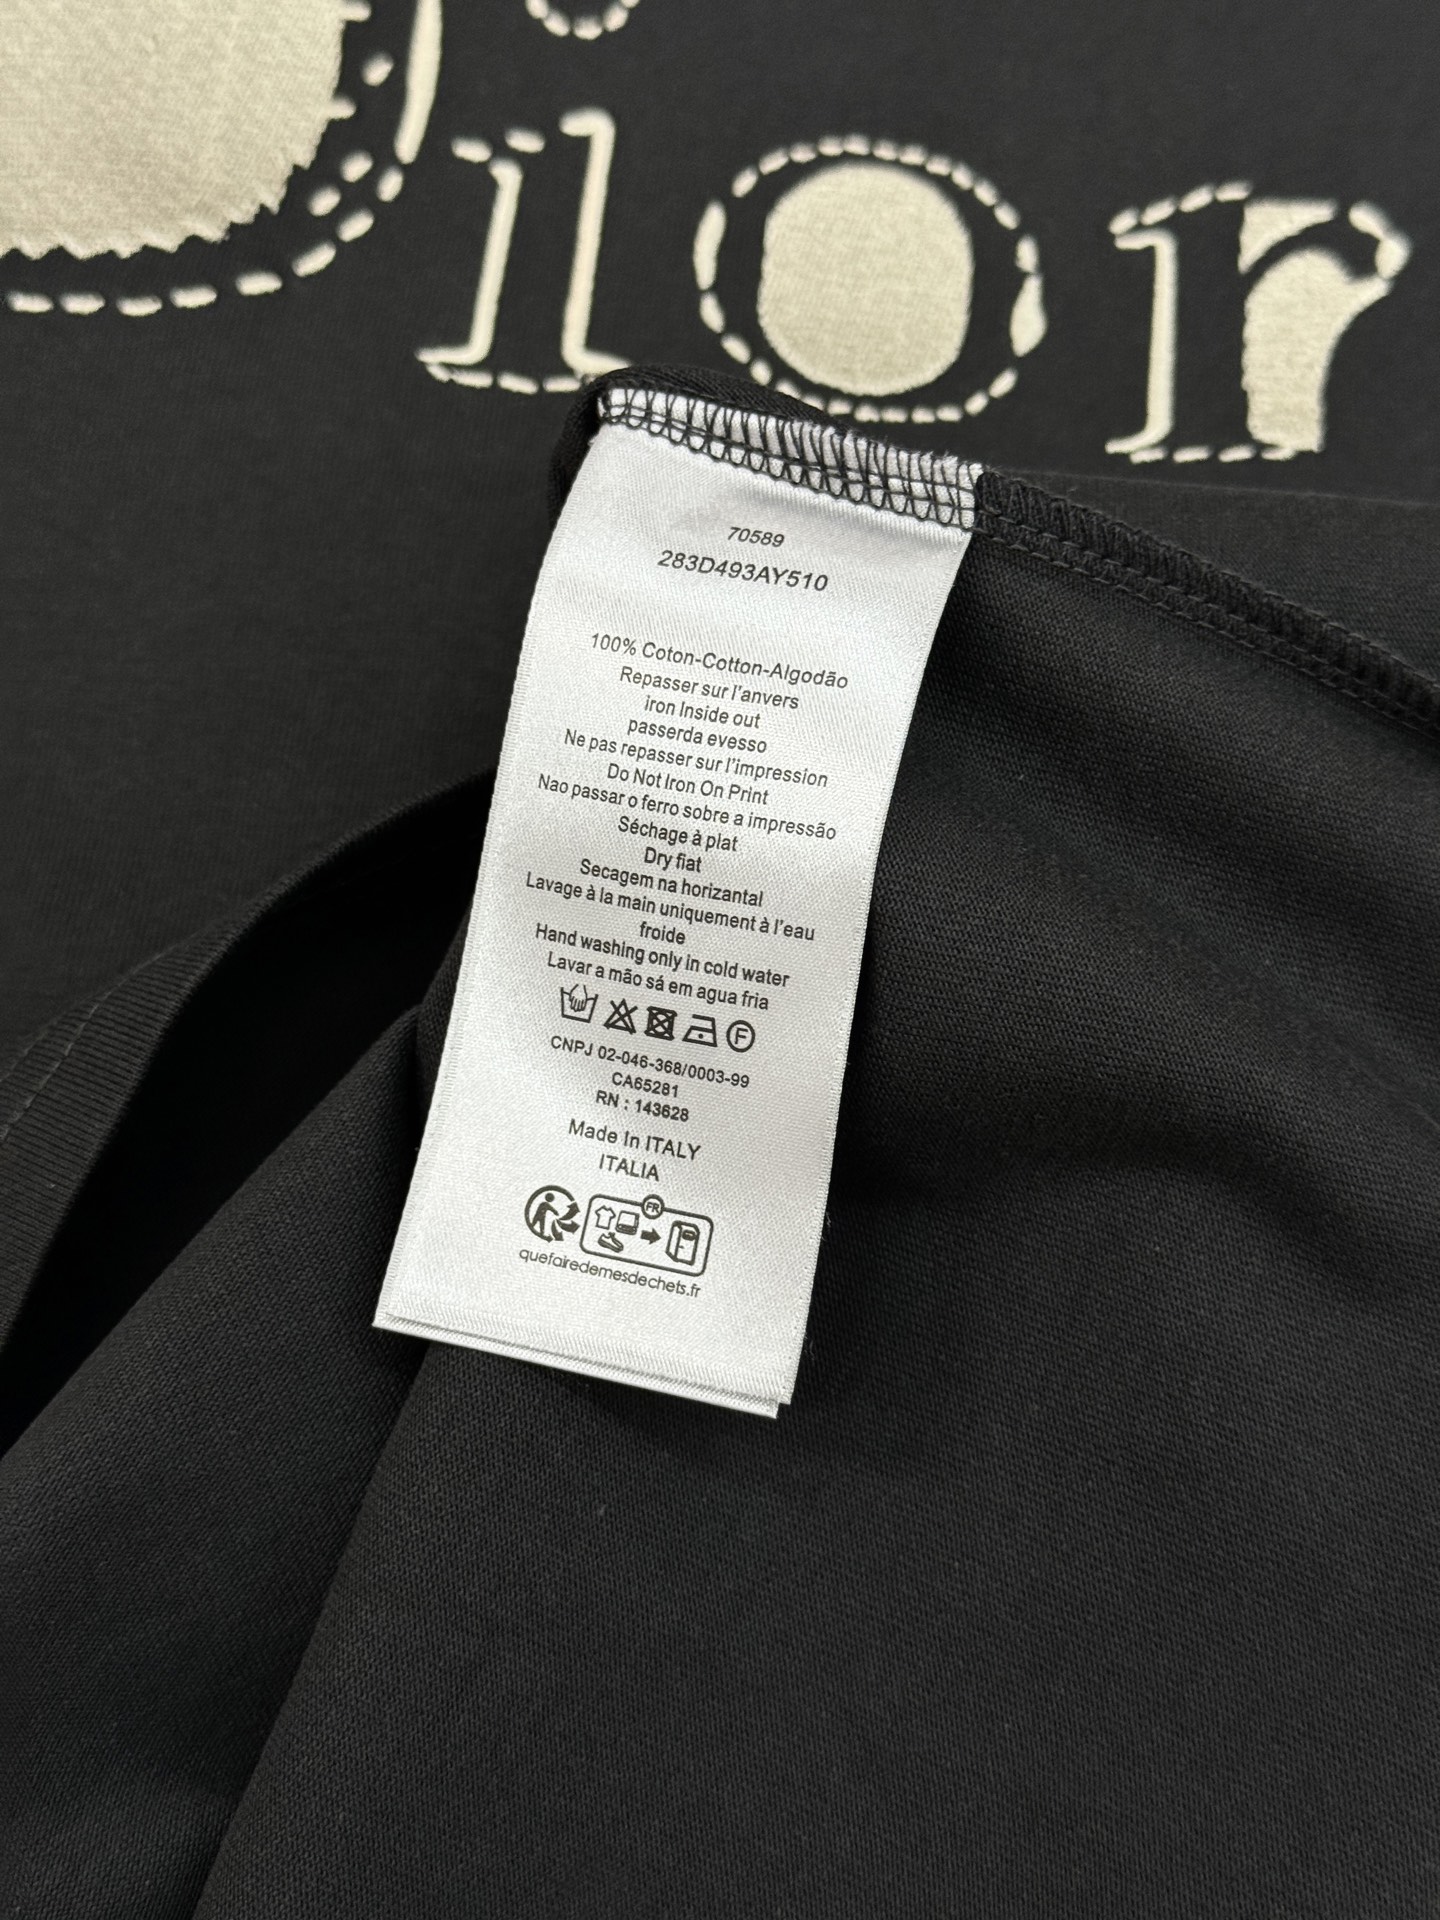 Dior
70589
283D493AY510
100% Coton-Cotton-Algodão
Repasser sur l'anvers
iron Inside out
passerda evesso
Ne pas repasser sur l'impression
Do Not Iron On Print
Nao passar o ferro sobre a impressão
Séchage à plat
Dry fiat
Secagem na horizantal
Lavage à la main uniquement à l'eau
froide
Hand washing only in cold water
Lavar a mão sá em agua fria
F
CNPJ 02-046-368/0003-99
CA65281
RN : 143628
Made In ITALY
ITALIA
FR
quefairedemesdechets.fr